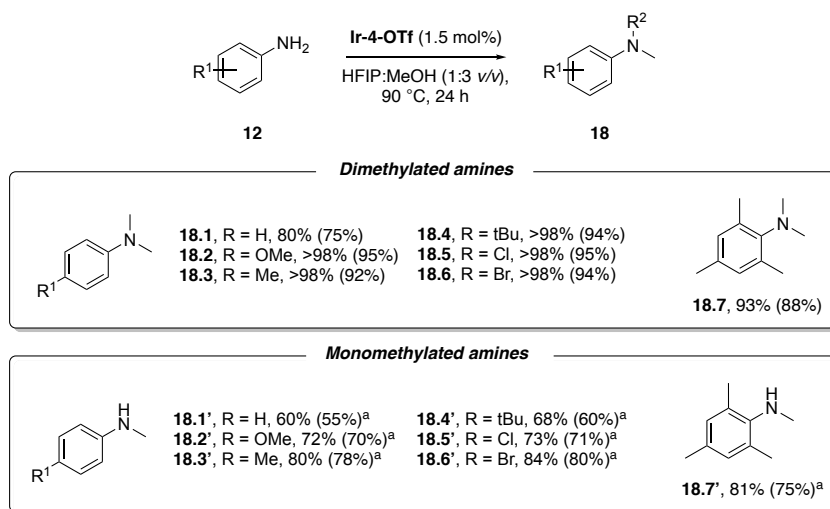 R1
NH2
12
Ir-4-OTf (1.5 mol%)
HFIP:MeOH (1:3 v/v),
90 °C, 24 h
R2
N
R1
18
Dimethylated amines
N
R1
18.1, R = H, 80% (75%)
18.2, R = OMe, >98% (95%)
18.3, R = Me, >98% (92%)
18.4, R = tBu, >98% (94%)
18.5, R = Cl, >98% (95%)
18.6, R = Br, >98% (94%)
N
18.7, 93% (88%)
Monomethylated amines
H
N
R1
18.1’, R = H, 60% (55%)a
18.2’, R = OMe, 72% (70%)a
18.3’, R = Me, 80% (78%)a
18.4’, R = tBu, 68% (60%)a
18.5’, R = Cl, 73% (71%)a
18.6’, R = Br, 84% (80%)a
H
N
18.7’, 81% (75%)a